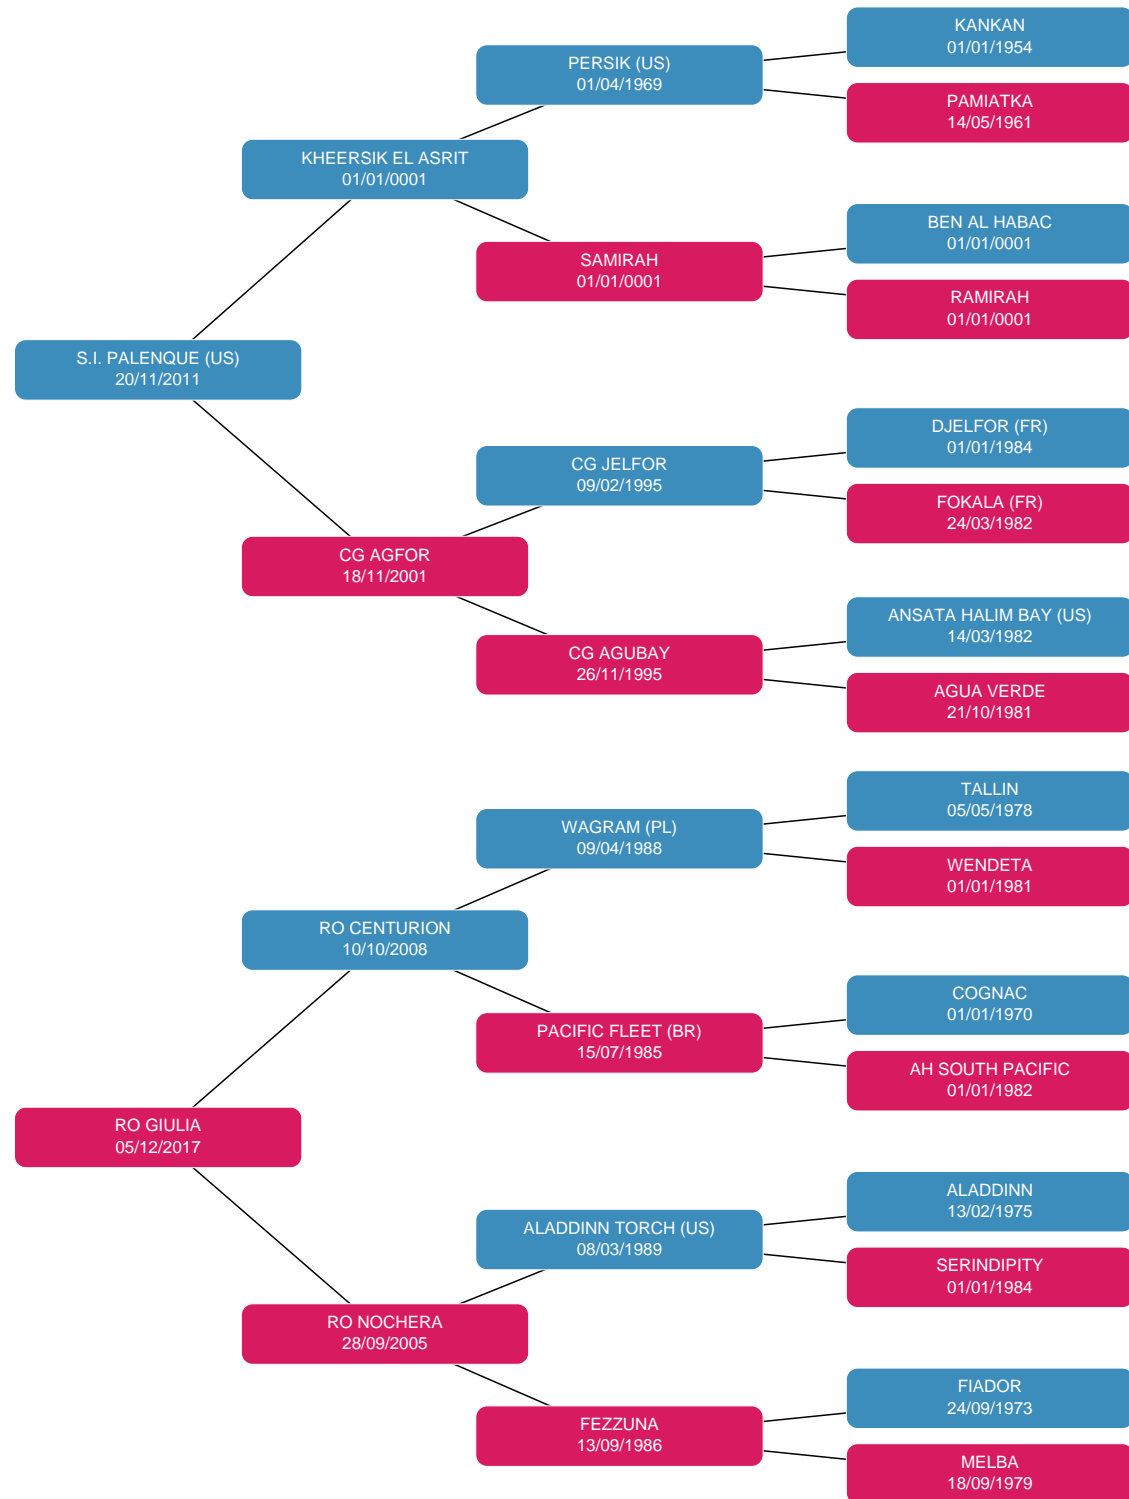 KANKAN
01/01/1954
PERSIK (US)
01/04/1969
PAMIATKA
14/05/1961
KHEERSIK EL ASRIT
01/01/0001
BEN AL HABAC
01/01/0001
SAMIRAH
01/01/0001
RAMIRAH
01/01/0001
S.I. PALENQUE (US)
20/11/2011
DJELFOR (FR)
01/01/1984
CG JELFOR
09/02/1995
FOKALA (FR)
24/03/1982
CG AGFOR
18/11/2001
ANSATA HALIM BAY (US)
14/03/1982
CG AGUBAY
26/11/1995
AGUA VERDE
21/10/1981
TALLIN
05/05/1978
WAGRAM (PL)
09/04/1988
WENDETA
01/01/1981
RO CENTURION
10/10/2008
COGNAC
01/01/1970
PACIFIC FLEET (BR)
15/07/1985
AH SOUTH PACIFIC
01/01/1982
RO GIULIA
05/12/2017
ALADDINN
13/02/1975
ALADDINN TORCH (US)
08/03/1989
SERINDIPITY
01/01/1984
RO NOCHERA
28/09/2005
FIADOR
24/09/1973
FEZZUNA
13/09/1986
MELBA
18/09/1979